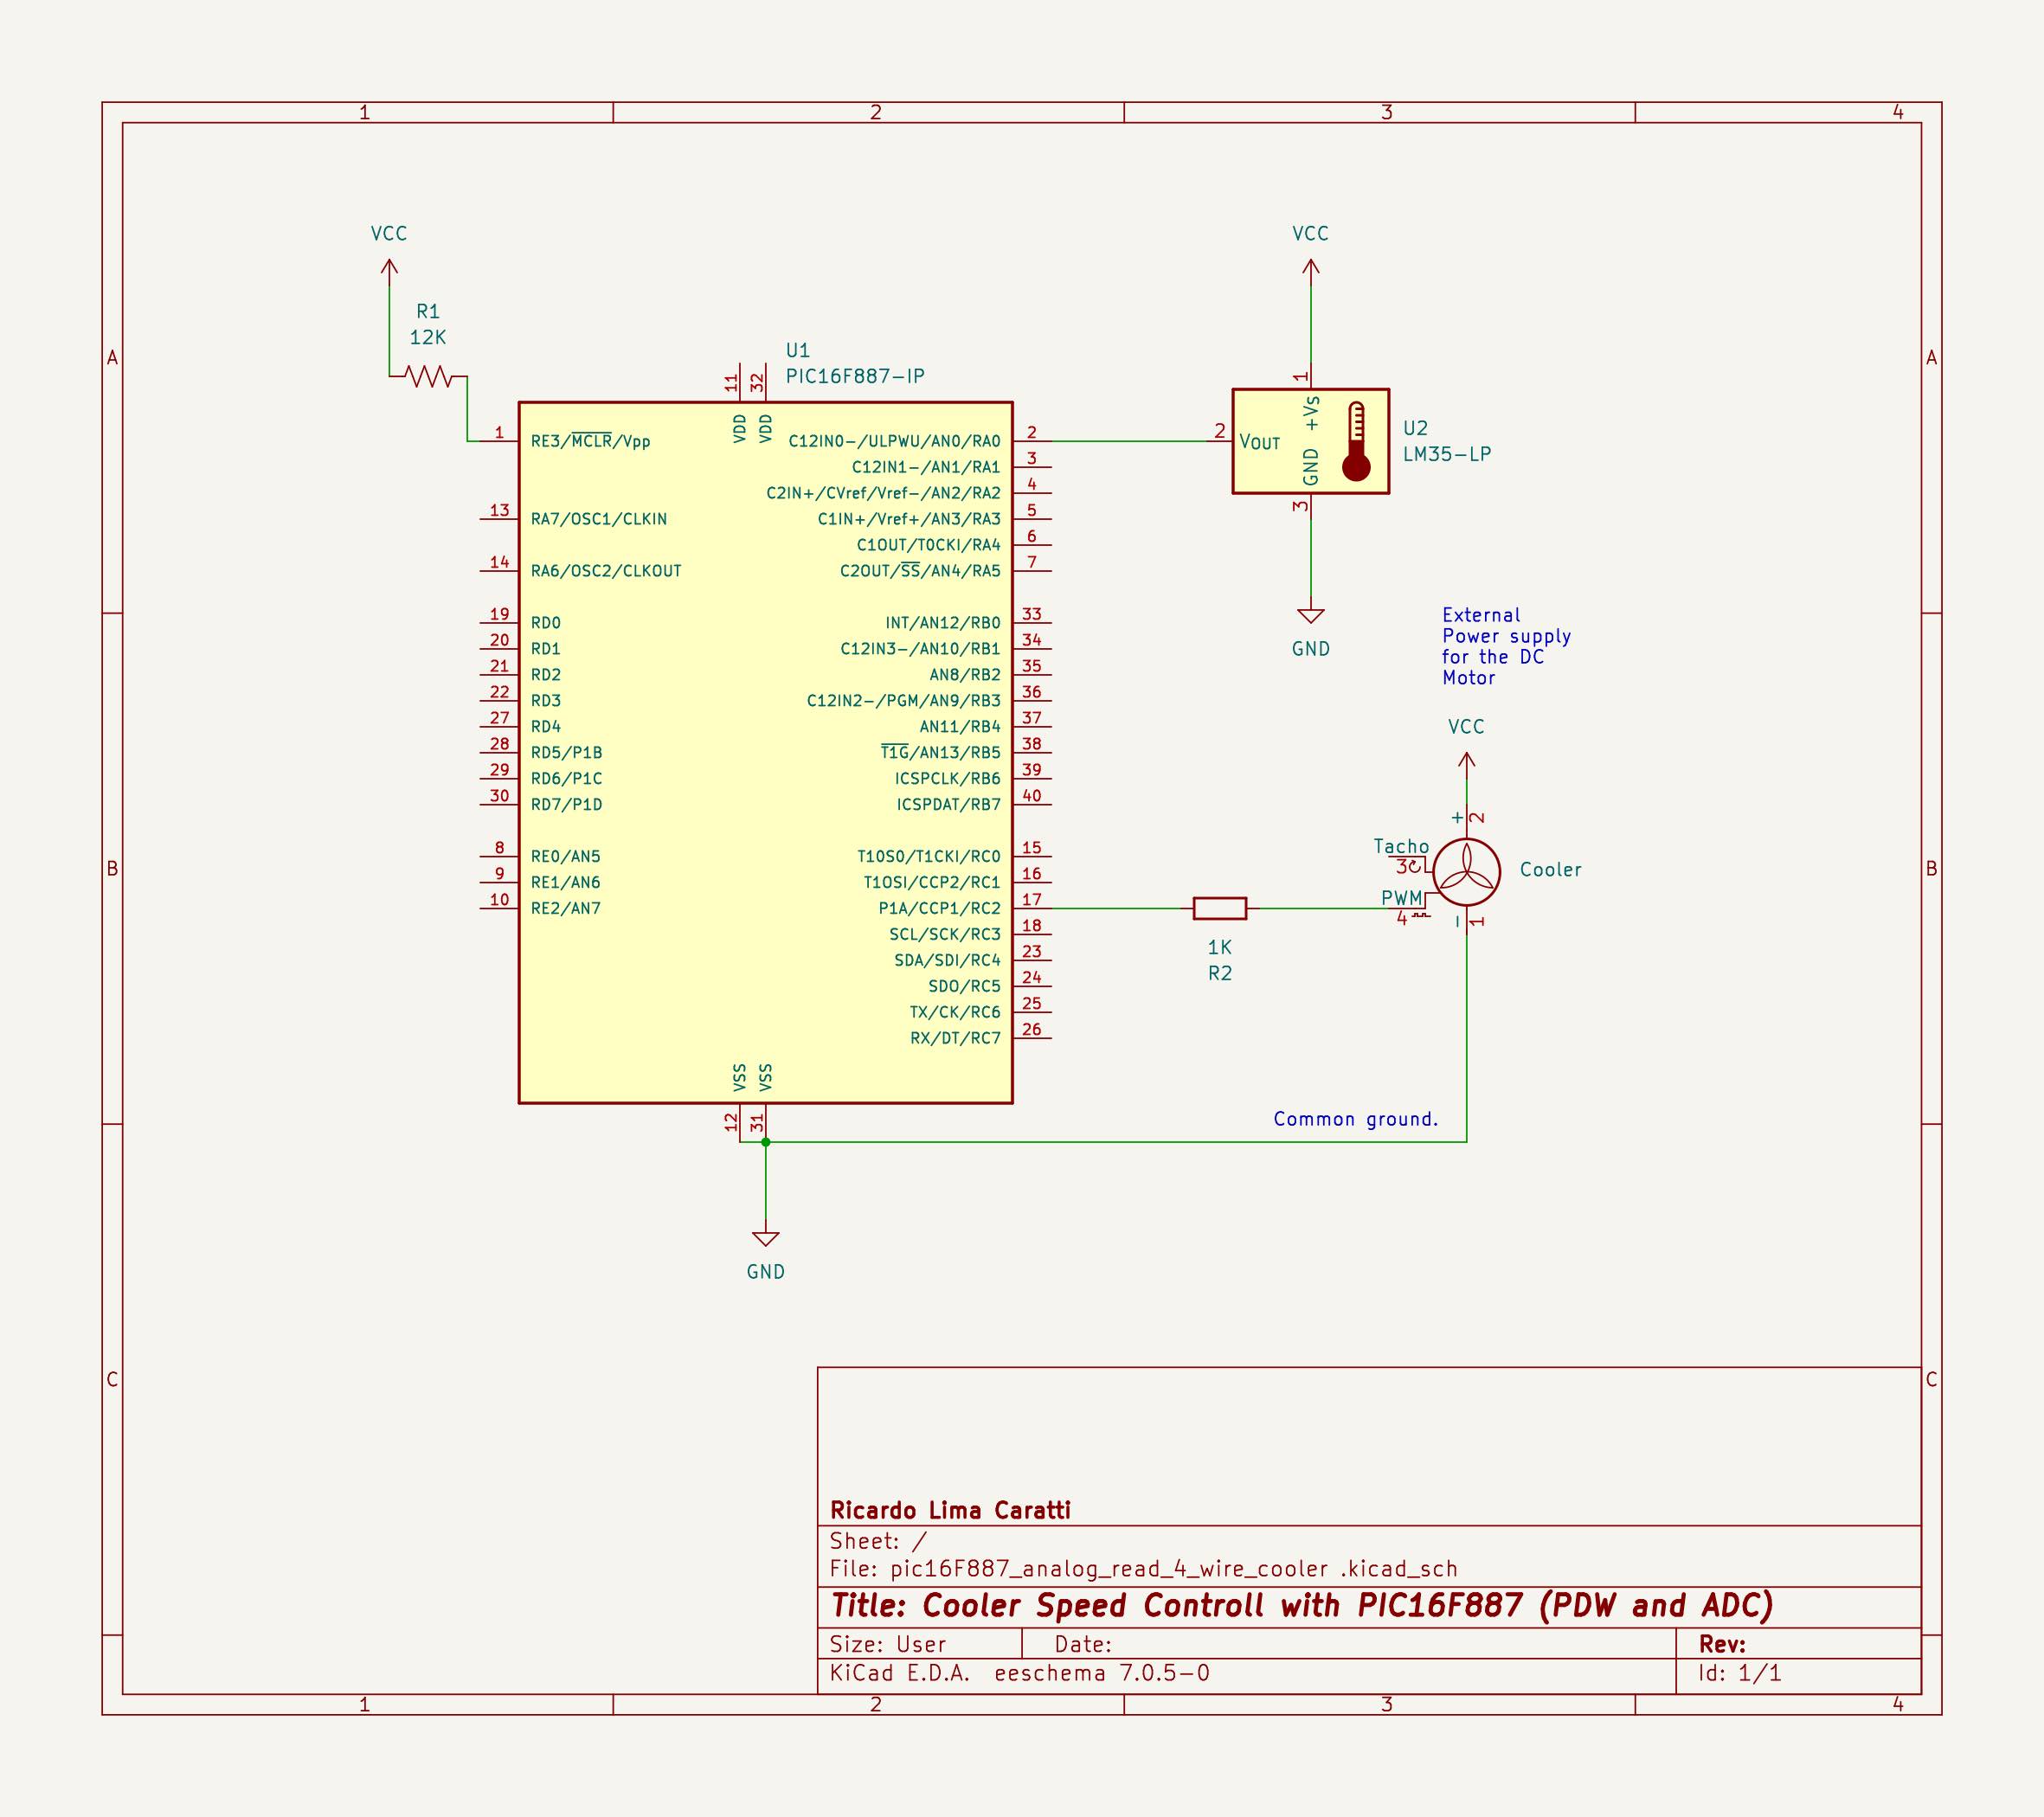 1 2 3 4
VCC
R1
12K
U1
PIC16F887-IP
11 VDD
32 VDD
1 RE3/MCLR/Vpp
13 RA7/OSC1/CLKIN
14 RA6/OSC2/CLKOUT
19 RD0
20 RD1
21 RD2
22 RD3
27 RD4
28 RD5/P1B
29 RD6/P1C
30 RD7/P1D
8 RE0/AN5
9 RE1/AN6
10 RE2/AN7
C12IN0-/ULPWU/AN0/RA0 2
C12IN1-/AN1/RA1 3
C2IN+/CVref/Vref-/AN2/RA2 4
C1IN+/Vref+/AN3/RA3 5
C1OUT/T0CKI/RA4 6
C2OUT/SS/AN4/RA5 7
INT/AN12/RB0 33
C12IN3-/AN10/RB1 34
AN8/RB2 35
C12IN2-/PGM/AN9/RB3 36
AN11/RB4 37
T1G/AN13/RB5 38
ICSPCLK/RB6 39
ICSPDAT/RB7 40
T1OSO/T1CKI/RC0 15
T1OSI/CCP2/RC1 16
P1A/CCP1/RC2 17
SCL/SCK/RC3 18
SDA/SDI/RC4 23
SDO/RC5 24
TX/CK/RC6 25
RX/DT/RC7 26
VSS 12
VSS 31
GND
VCC
1 +Vs
2 VOUT
GND 3
U2
LM35-LP
GND
External
Power supply
for the DC
Motor
VCC
+ 2
Tacho
3
PWM
4
- 1
Cooler
1K
R2
Common ground.
A A
B B
C C
Ricardo Lima Caratti
Sheet: /
File: pic16F887_analog_read_4_wire_cooler .kicad_sch
Title: Cooler Speed Controll with PIC16F887 (PDW and ADC)
Size: User Date: Rev:
KiCad E.D.A. eeschema 7.0.5-0 Id: 1/1
1 2 3 4